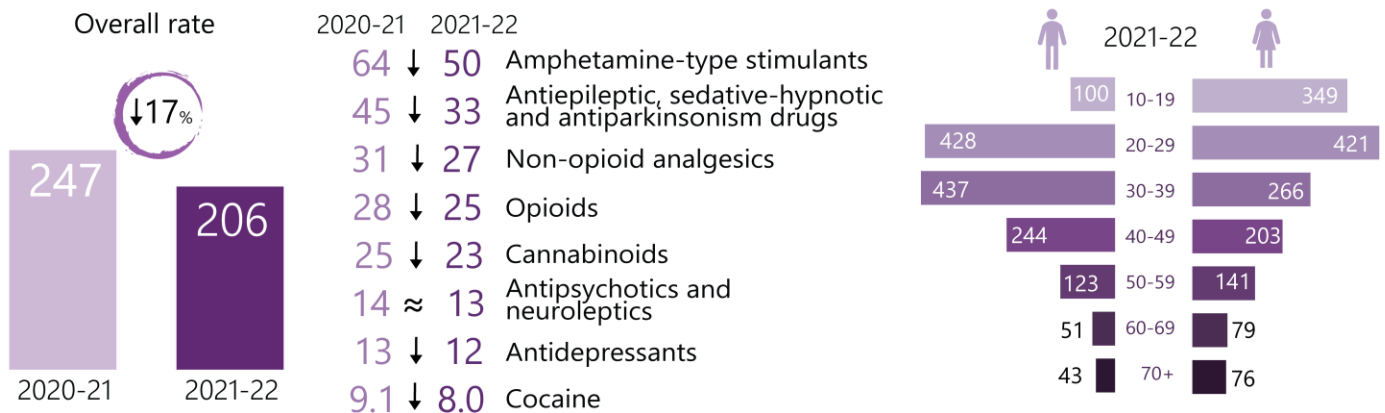 Overall rate
↓17%
247
206
2020-21 2021-22
2020-21 2021-22
64 ↓ 50 Amphetamine-type stimulants
45 ↓ 33 Antiepileptic, sedative-hypnotic
and antiparkinsonism drugs
31 ↓ 27 Non-opioid analgesics
28 ↓ 25 Opioids
25 ↓ 23 Cannabinoids
14 ≈ 13 Antipsychotics and
neuroleptics
13 ↓ 12 Antidepressants
9.1 ↓ 8.0 Cocaine
2021-22
100 10-19 349
428 20-29 421
437 30-39 266
244 40-49 203
123 50-59 141
51 60-69 79
43 70+ 76